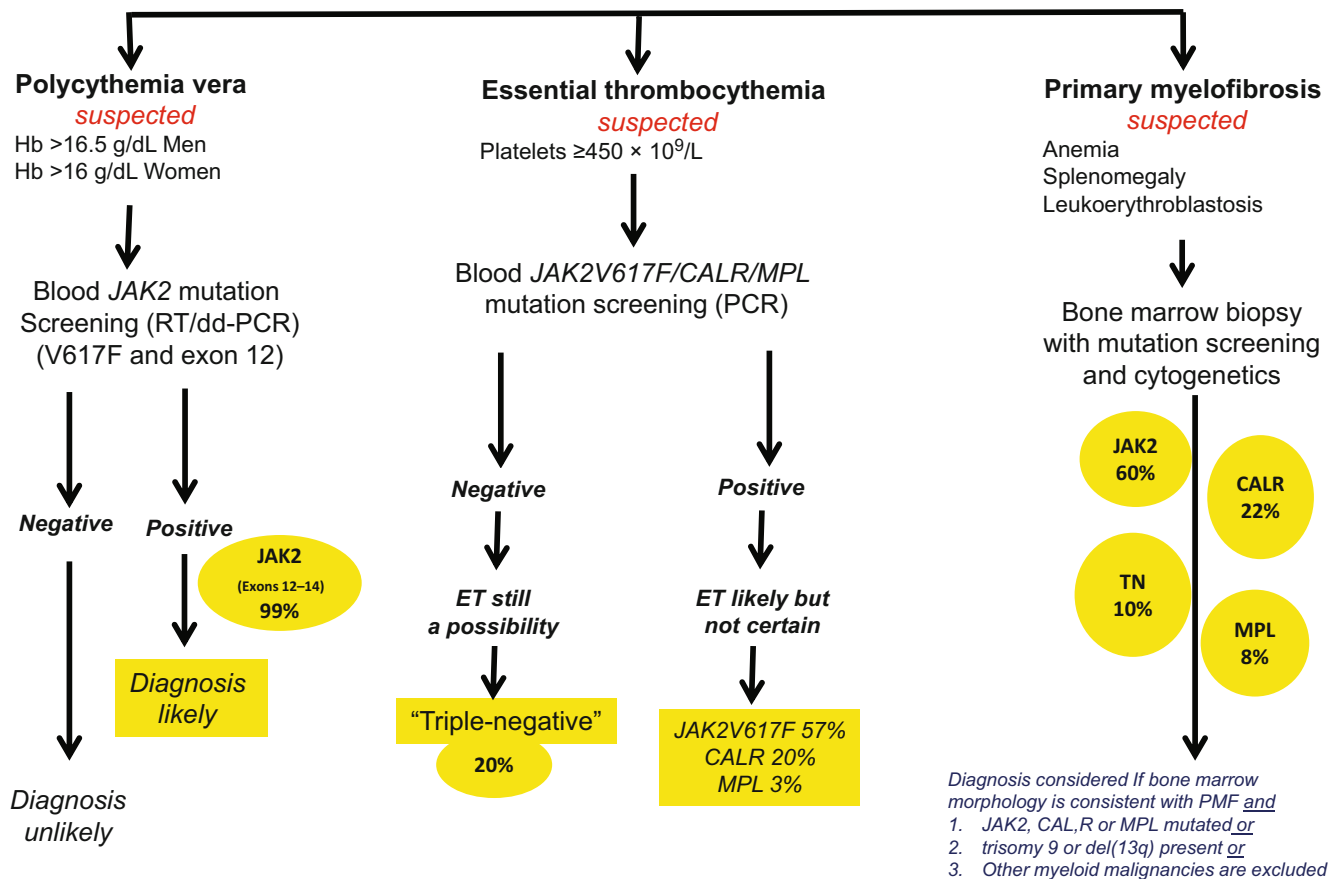 Polycythemia vera
suspected
Hb >16.5 g/dL Men
Hb >16 g/dL Women
Blood JAK2 mutation
Screening (RT/dd-PCR)
(V617F and exon 12)
Negative
Positive
JAK2
(Exons 12–14)
99%
Diagnosis
likely
Diagnosis
unlikely
Essential thrombocythemia
suspected
Platelets ≥450 × 10⁹/L
Blood JAK2V617F/CALR/MPL
mutation screening (PCR)
Negative
ET still
a possibility
“Triple-negative”
20%
Positive
ET likely but
not certain
JAK2V617F 57%
CALR 20%
MPL 3%
Primary myelofibrosis
suspected
Anemia
Splenomegaly
Leukoerythroblastosis
Bone marrow biopsy
with mutation screening
and cytogenetics
JAK2
60%
CALR
22%
TN
10%
MPL
8%
Diagnosis considered If bone marrow
morphology is consistent with PMF and
1. JAK2, CAL,R or MPL mutated or
2. trisomy 9 or del(13q) present or
3. Other myeloid malignancies are excluded